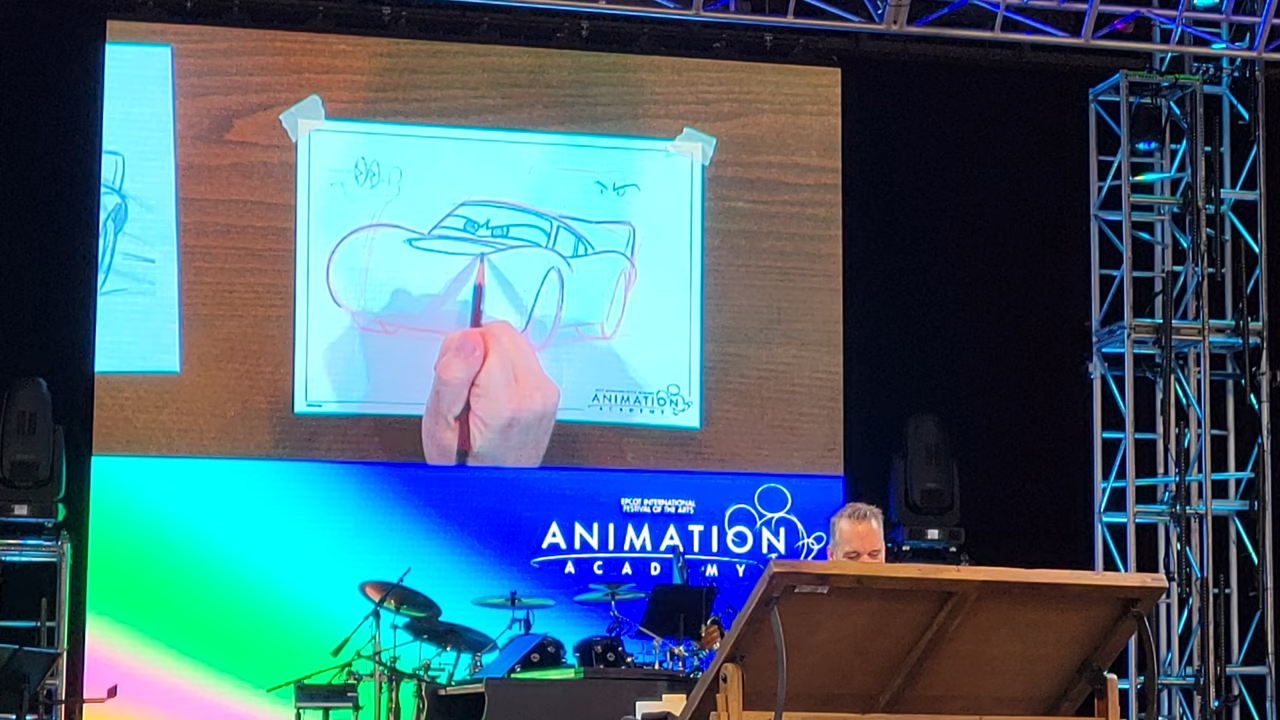 ANIMATION
ACADEMY
EPCOT INTERNATIONAL
FESTIVAL OF THE ARTS
ANIMATION
ACADEMY